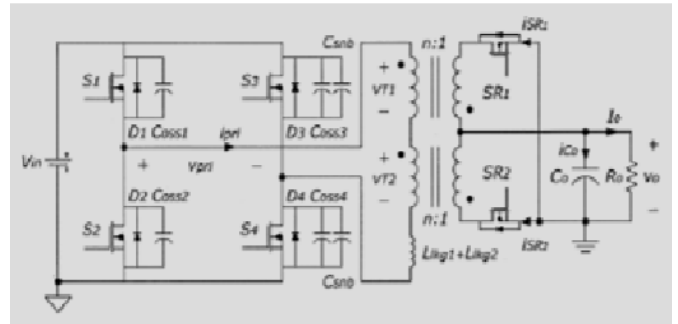 Csnb
n:1
iSR1
S1
S3
+
VT1
−
SR1
Io
D1 Coss1
ipri
D3 Coss3
Vin
+
vpri
−
iCo
+
Co
Ro
vo
−
D2 Coss2
D4 Coss4
+
VT2
−
SR2
S2
S4
n:1
iSR2
Llkg1+Llkg2
Csnb